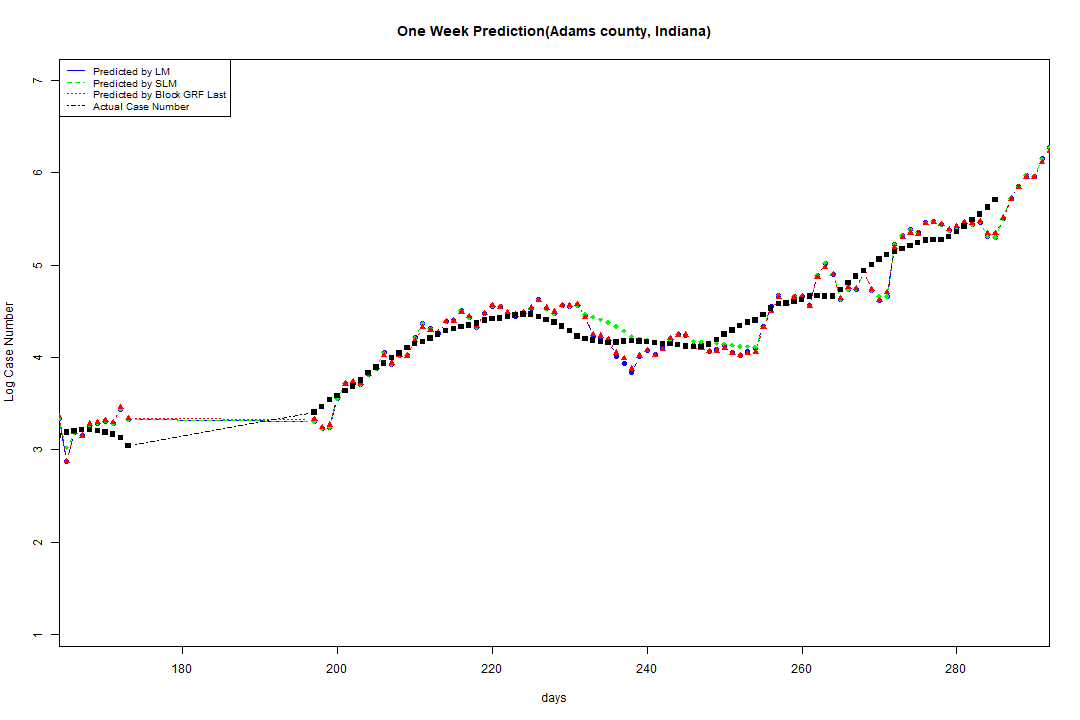 One Week Prediction(Adams county, Indiana)
Predicted by LM
Predicted by SLM
Predicted by Block GRF Last
Actual Case Number
7
6
5
4
3
2
1
Log Case Number
180 200 220 240 260 280
days